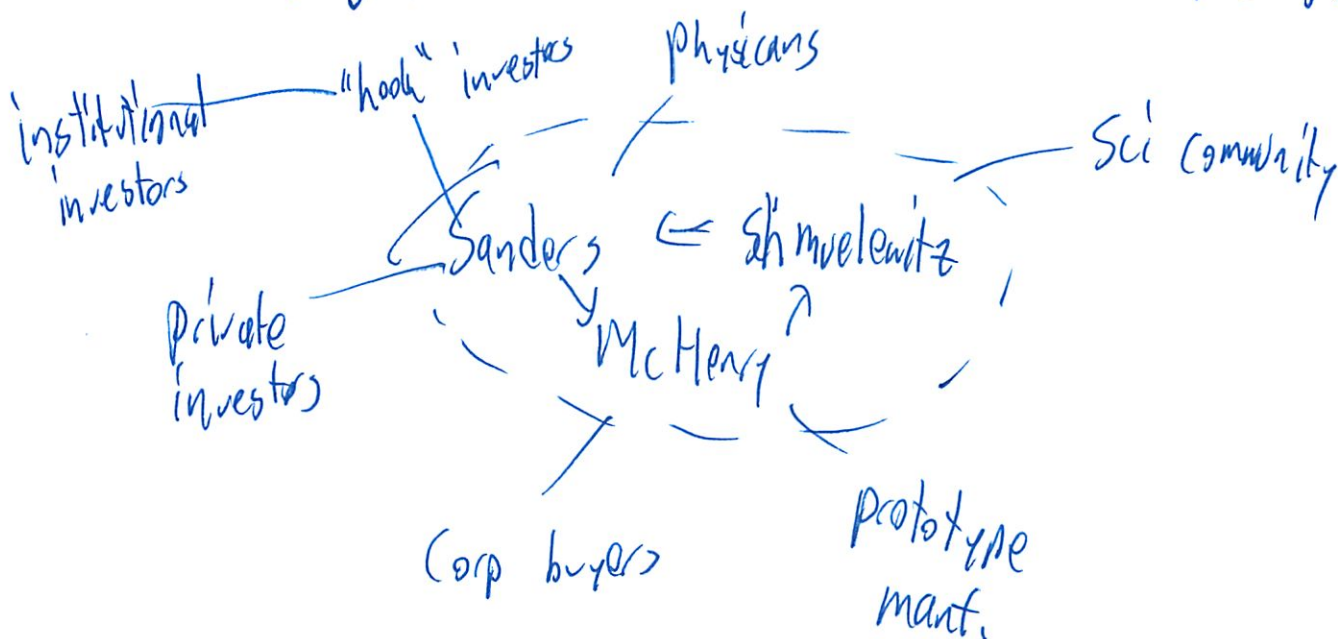 physicans
"hook" investors
institutional
investors
Sci community
Sanders
Shmuelewitz
private
investors
McHenry
Corp buyers
prototype
manf.